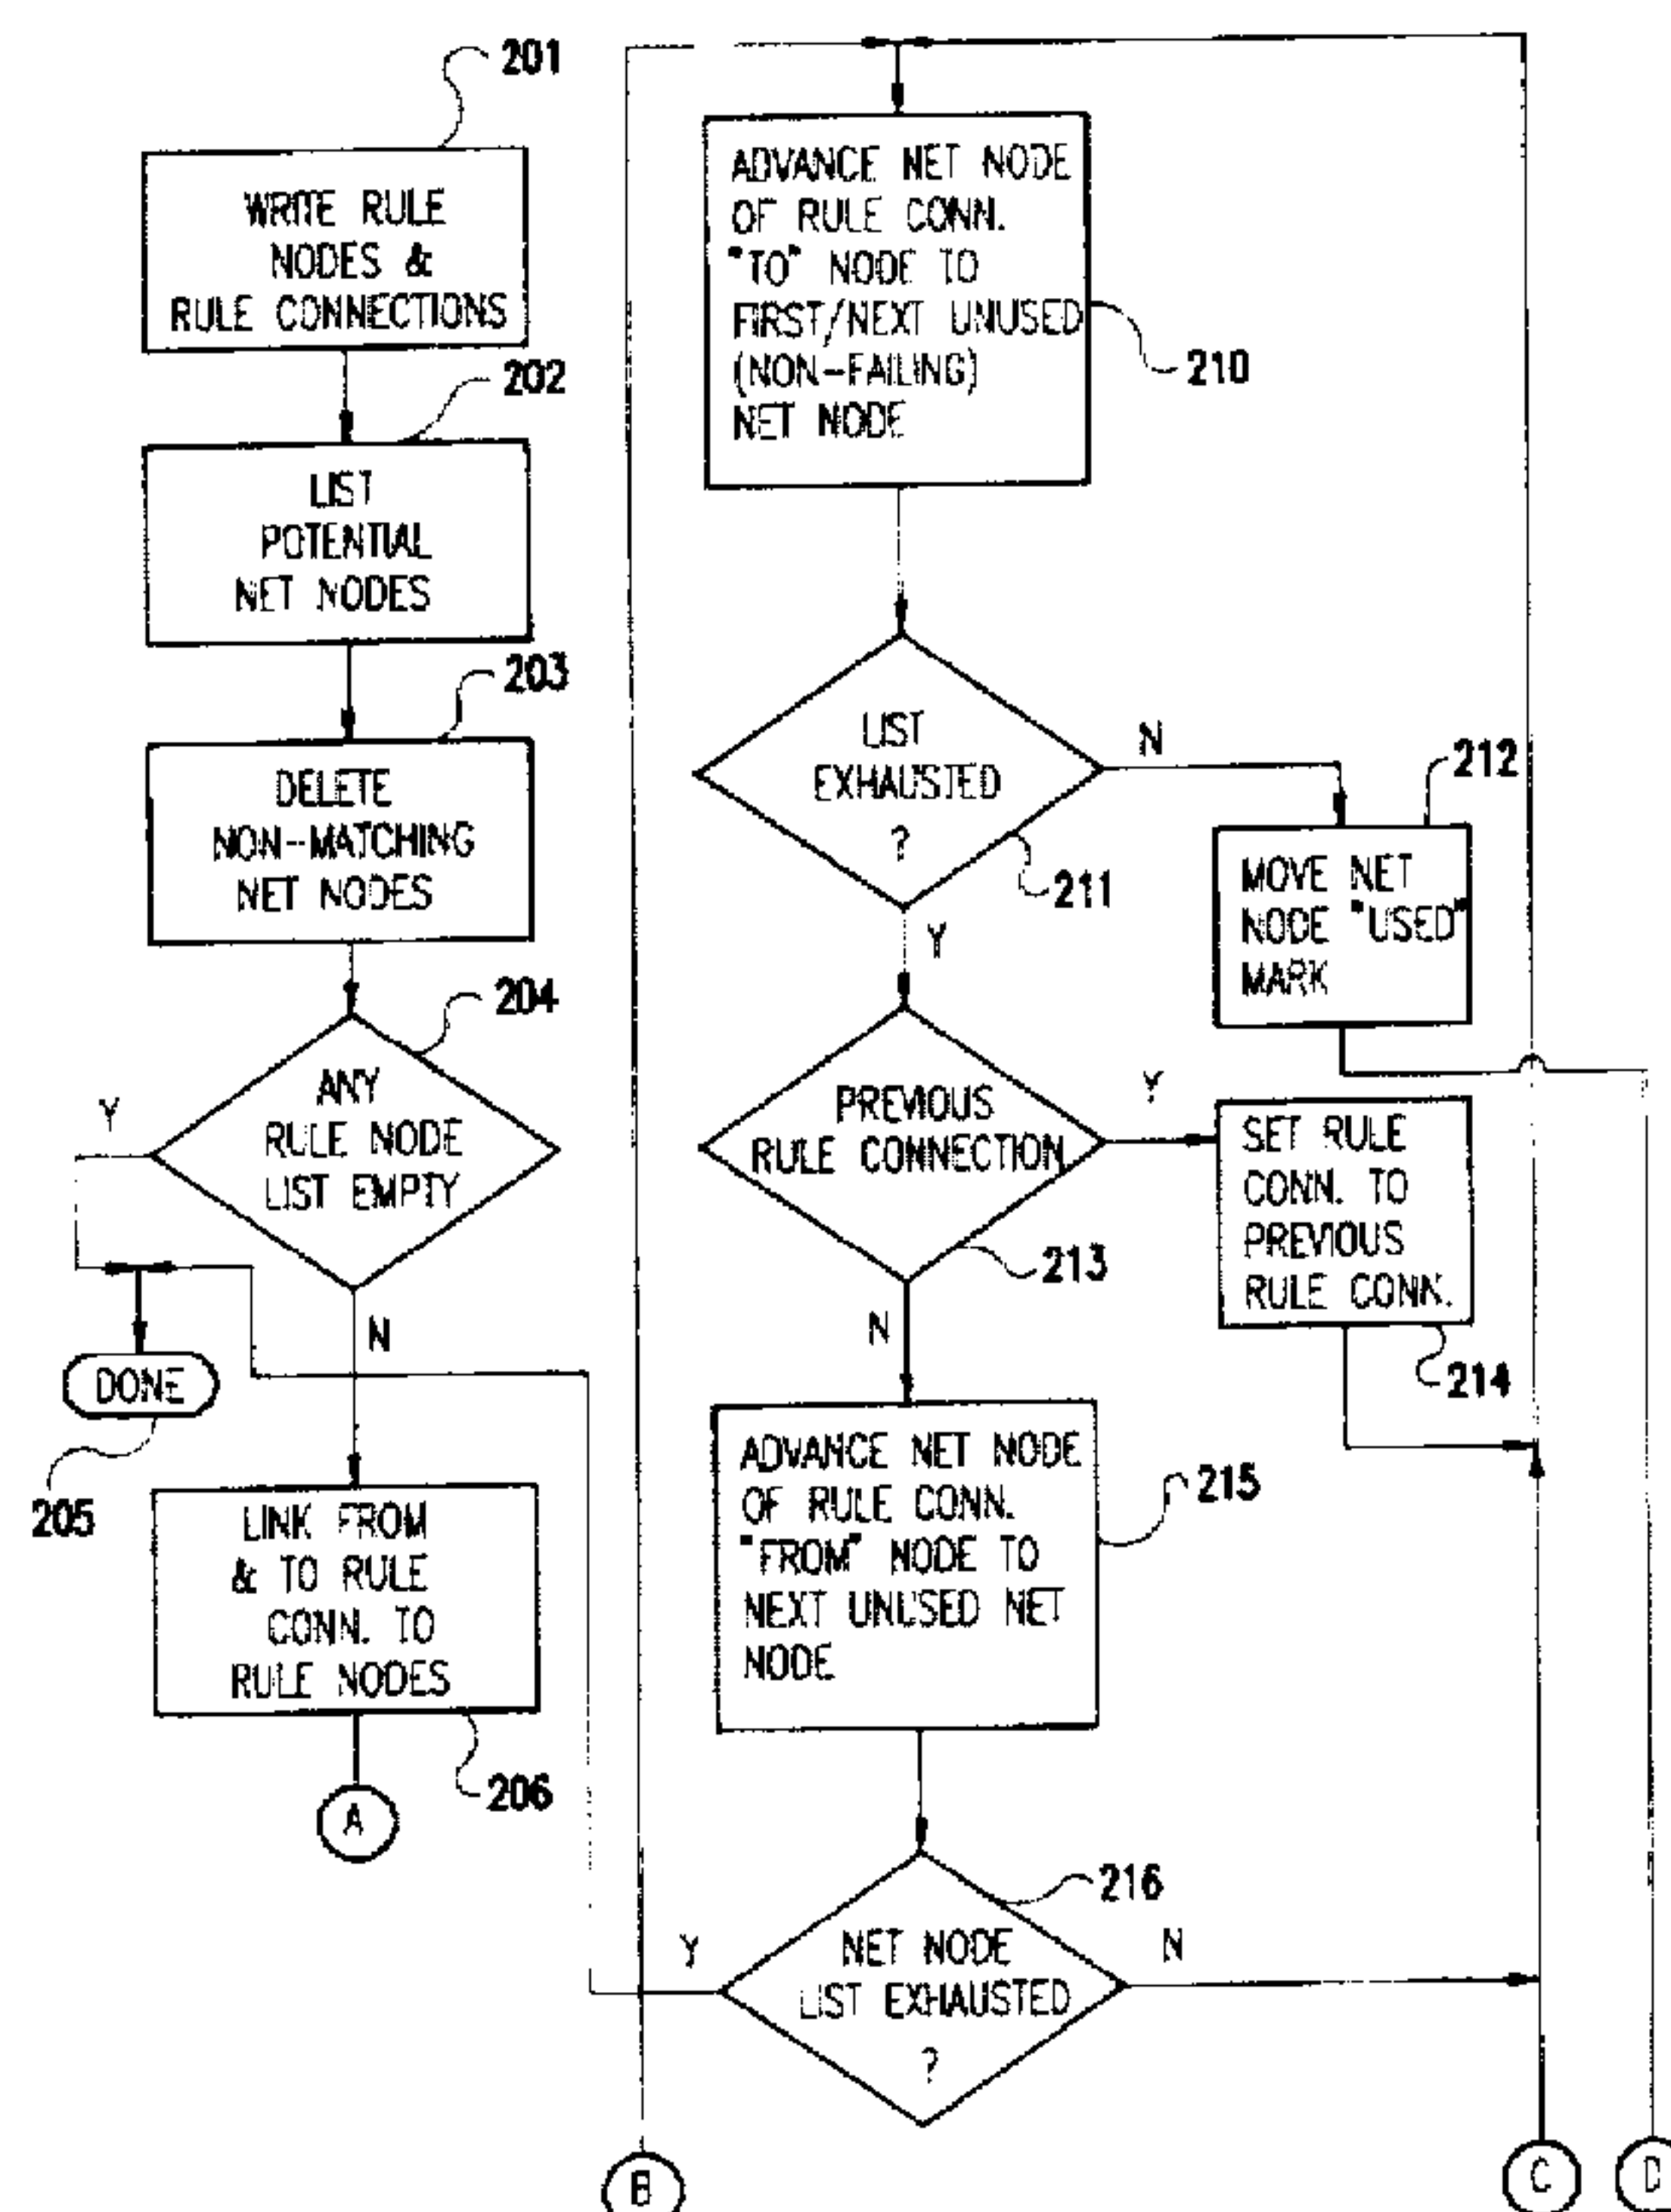 201
WRITE RULE
NODES &
RULE CONNECTIONS
202
LIST
POTENTIAL
NET NODES
203
DELETE
NON-MATCHING
NET NODES
204
ANY
RULE NODE
LIST EMPTY
Y
N
DONE
205
LINK FROM
& TO RULE
CONN. TO
RULE NODES
206
A
ADVANCE NET NODE
OF RULE CONN.
"TO" NODE TO
FIRST/NEXT UNUSED
(NON-FAILING)
NET NODE
210
LIST
EXHAUSTED
?
N
211
Y
212
MOVE NET
NODE "USED"
MARK
PREVIOUS
RULE CONNECTION
Y
213
N
SET RULE
CONN. TO
PREVIOUS
RULE CONN.
214
ADVANCE NET NODE
OF RULE CONN.
"FROM" NODE TO
NEXT UNUSED NET
NODE
215
216
NET NODE
LIST EXHAUSTED
?
Y
N
B
C
D